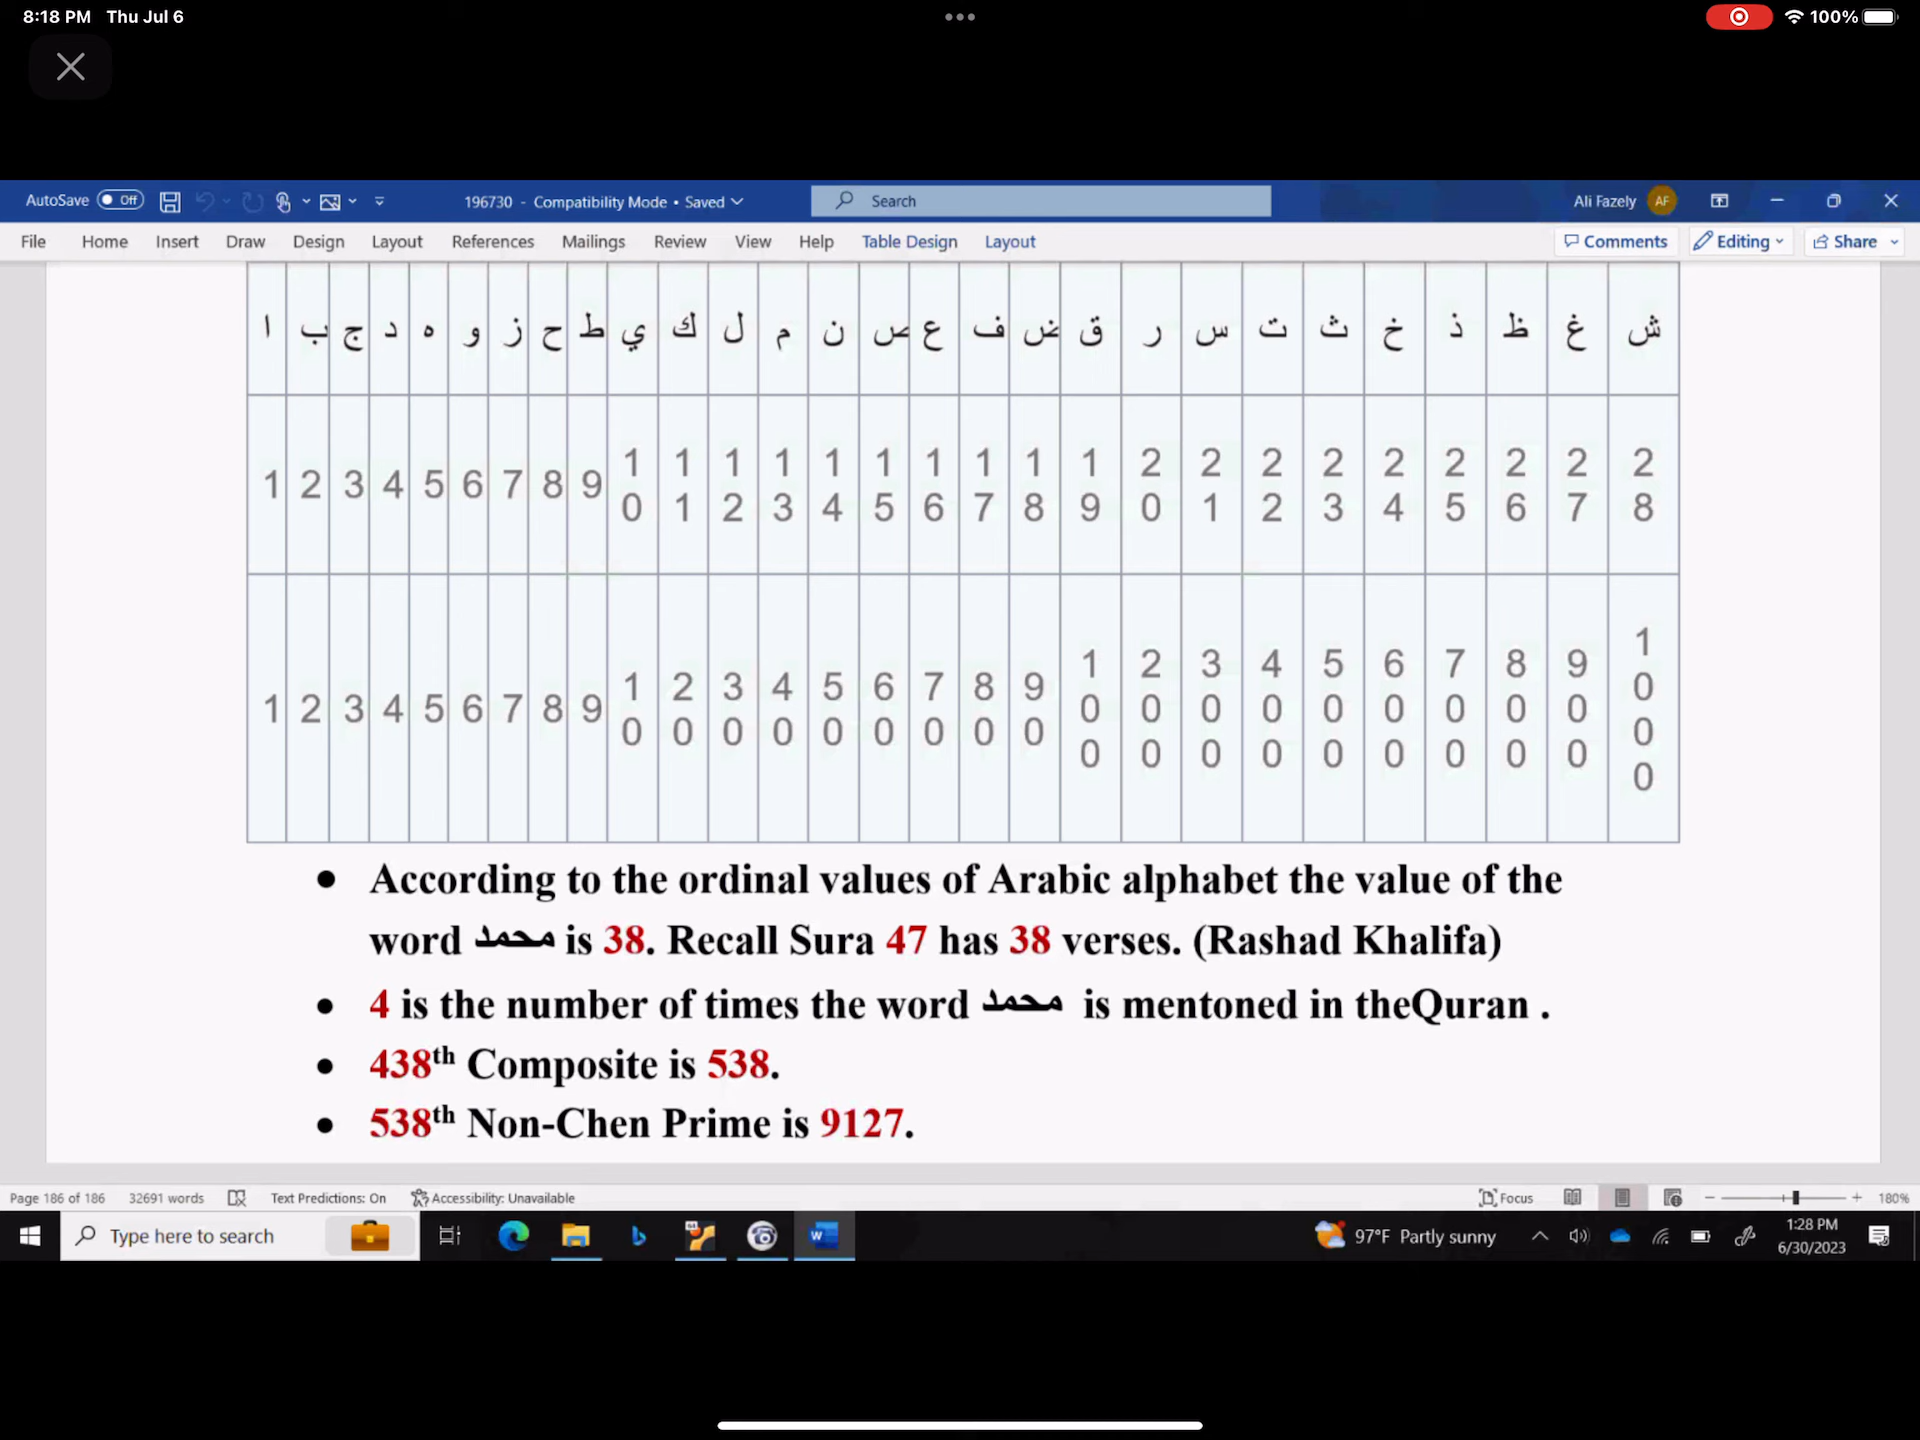 8:18 PM Thu Jul 6
100%
AutoSave Off 196730 - Compatibility Mode • Saved Search Ali Fazely AF
File Home Insert Draw Design Layout References Mailings Review View Help Table Design Layout Comments Editing Share
ا ب ج د ه و ز ح ط ي ك ل م ن ص ع ف ض ق ر س ت ث خ ذ ظ غ ش
1 2 3 4 5 6 7 8 9 10 11 12 13 14 15 16 17 18 19 20 21 22 23 24 25 26 27 28
1 2 3 4 5 6 7 8 9 10 20 30 40 50 60 70 80 90 100 200 300 400 500 600 700 800 900 1000
• According to the ordinal values of Arabic alphabet the value of the
word محمد is 38. Recall Sura 47 has 38 verses. (Rashad Khalifa)
• 4 is the number of times the word محمد is mentoned in theQuran .
• 438th Composite is 538.
• 538th Non-Chen Prime is 9127.
Page 186 of 186 32691 words Text Predictions: On Accessibility: Unavailable Focus 180%
Type here to search 97°F Partly sunny 1:28 PM
6/30/2023